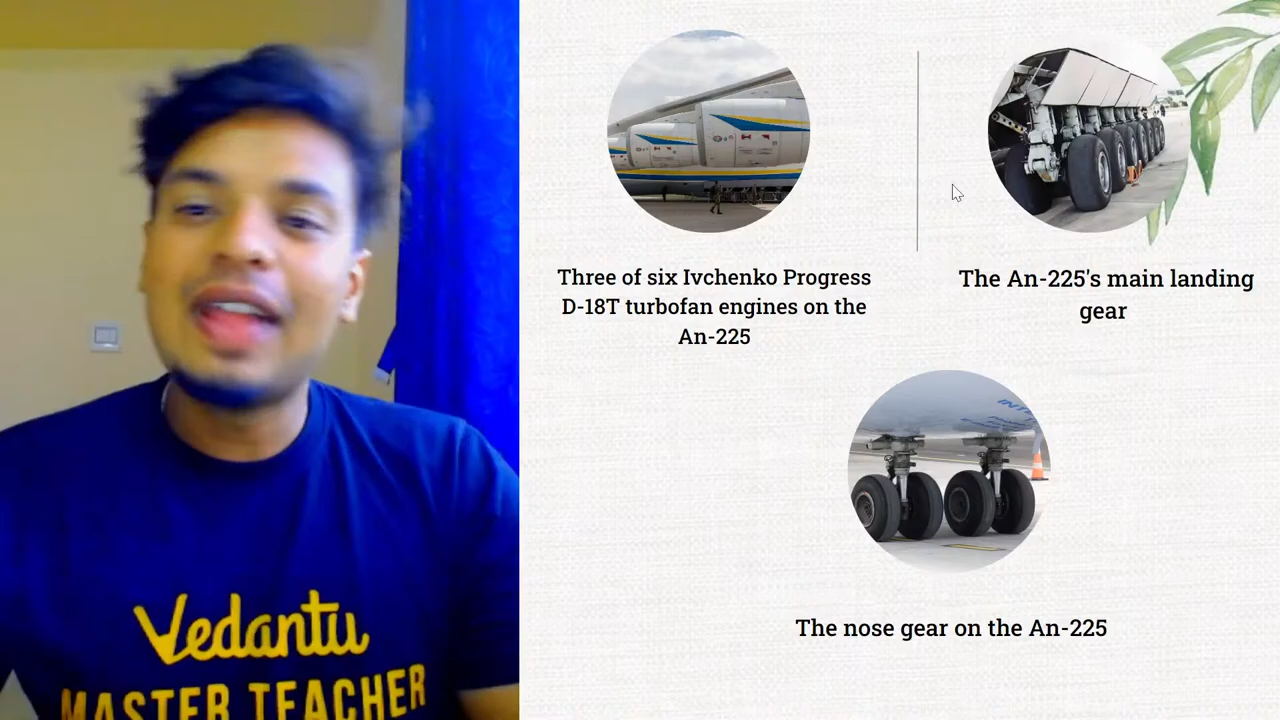 Vedantu
MASTER TEACHER
Three of six Ivchenko Progress
D-18T turbofan engines on the
An-225
The An-225's main landing
gear
The nose gear on the An-225